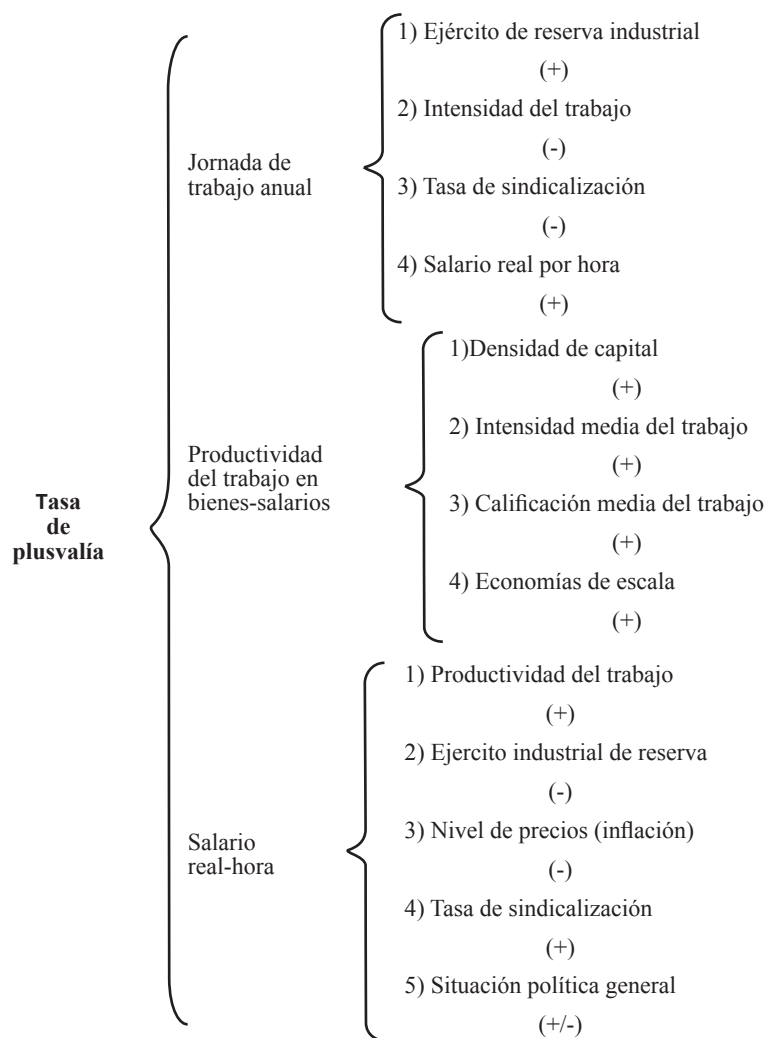 1) Ejército de reserva industrial
(+)
2) Intensidad del trabajo
(-)
Jornada de
trabajo anual
3) Tasa de sindicalización
(-)
4) Salario real por hora
(+)
1)Densidad de capital
(+)
2) Intensidad media del trabajo
(+)
Productividad
del trabajo en
bienes-salarios
3) Calificación media del trabajo
(+)
4) Economías de escala
(+)
Tasa
de
plusvalía
1) Productividad del trabajo
(+)
2) Ejercito industrial de reserva
(-)
3) Nivel de precios (inflación)
(-)
Salario
real-hora
4) Tasa de sindicalización
(+)
5) Situación política general
(+/-)